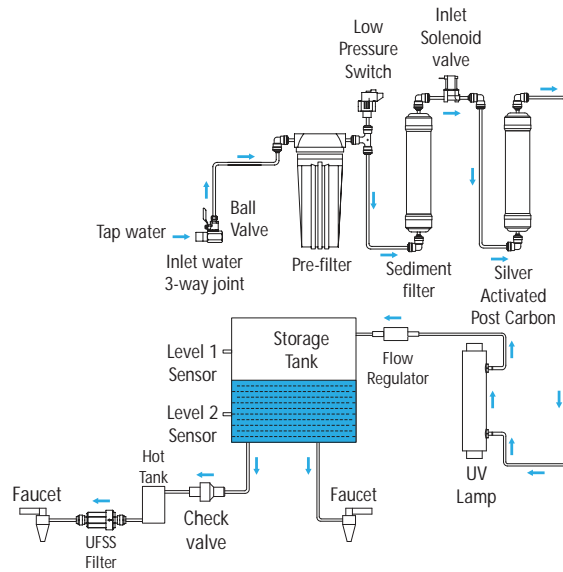 Low
Pressure
Switch
Inlet
Solenoid
valve
Tap water
Ball
Valve
Inlet water
3-way joint
Pre-filter
Sediment
filter
Silver
Activated
Post Carbon
Storage
Tank
Level 1
Sensor
Level 2
Sensor
Flow
Regulator
UV
Lamp
Hot
Tank
Faucet
UFSS
Filter
Check
valve
Faucet